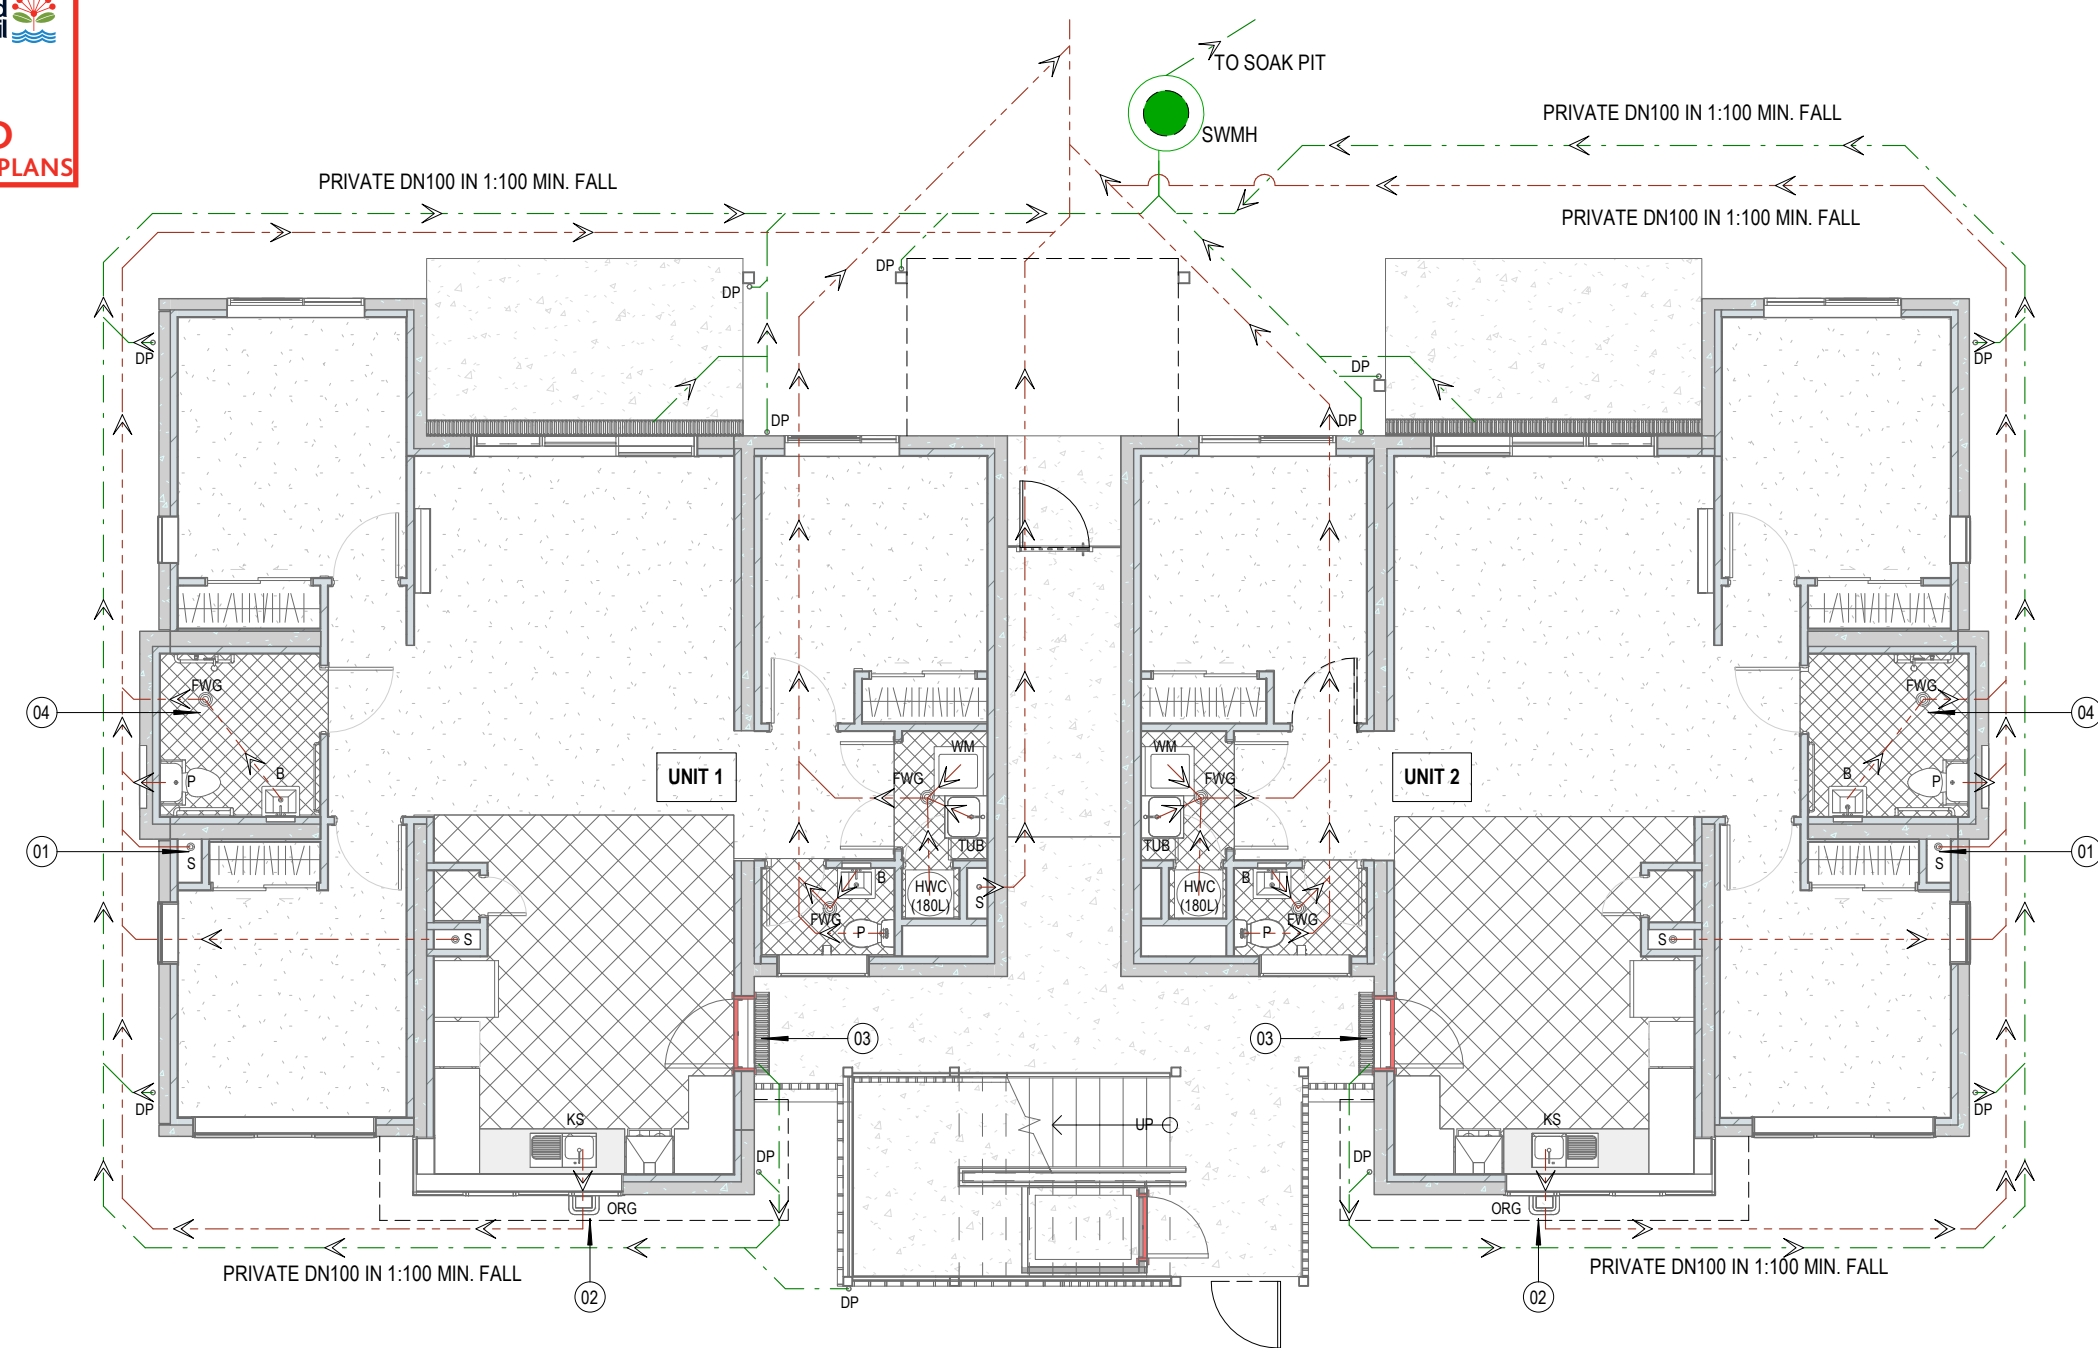 PLANS
TO SOAK PIT
SWMH
PRIVATE DN100 IN 1:100 MIN. FALL
PRIVATE DN100 IN 1:100 MIN. FALL
PRIVATE DN100 IN 1:100 MIN. FALL
DP
DP
DP
DP
DP
DP
DP
FWG
FWG
04
04
WM
WM
UNIT 1
UNIT 2
P
B
FWG
FWG
B
P
TUB
TUB
01
S
S
01
B
HWC
(180L)
S
HWC
(180L)
B
FWG
FWG
P
P
S
S
03
03
DP
KS
UP
KS
DP
DP
DP
ORG
ORG
PRIVATE DN100 IN 1:100 MIN. FALL
PRIVATE DN100 IN 1:100 MIN. FALL
02
DP
02